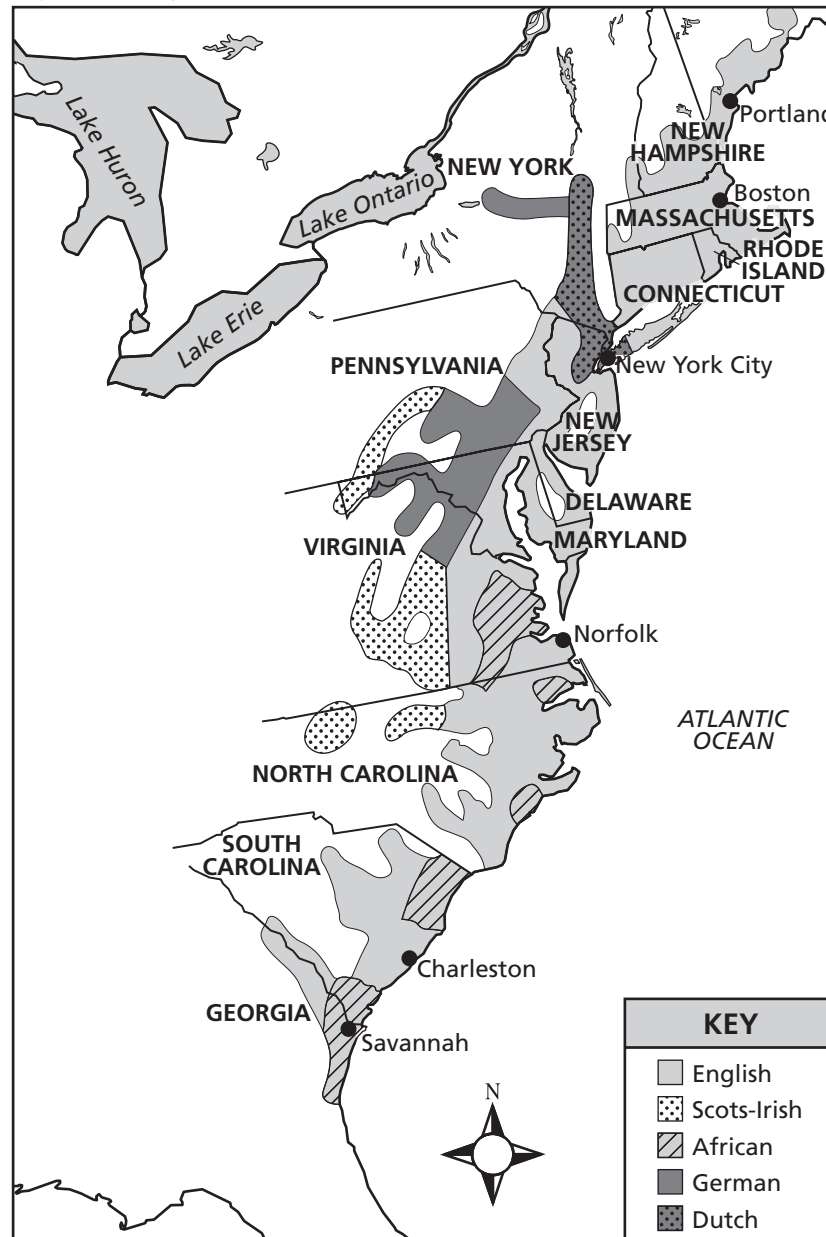 Portland
NEW
HAMPSHIRE
Lake Huron
NEW YORK
Lake Ontario
Boston
MASSACHUSETTS
RHODE
ISLAND
CONNECTICUT
Lake Erie
PENNSYLVANIA
New York City
NEW
JERSEY
DELAWARE
VIRGINIA
MARYLAND
Norfolk
ATLANTIC
OCEAN
NORTH CAROLINA
SOUTH
CAROLINA
Charleston
GEORGIA
Savannah
N
KEY
English
Scots-Irish
African
German
Dutch